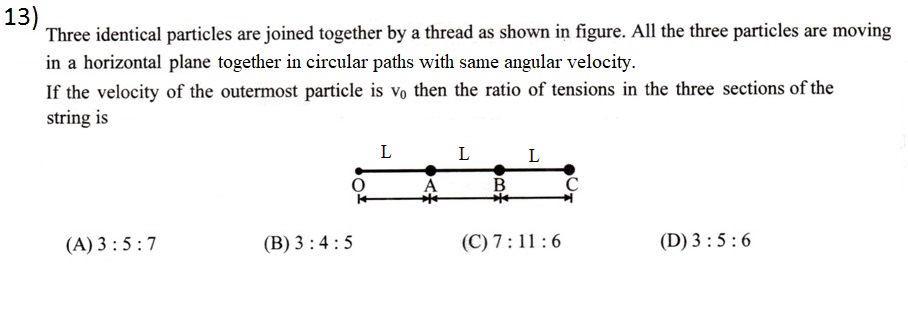 13)
Three identical particles are joined together by a thread as shown in figure. All the three particles are moving
in a horizontal plane together in circular paths with same angular velocity.
If the velocity of the outermost particle is v₀ then the ratio of tensions in the three sections of the
string is
L L L
O A B C
(A) 3 : 5 : 7 (B) 3 : 4 : 5 (C) 7 : 11 : 6 (D) 3 : 5 : 6